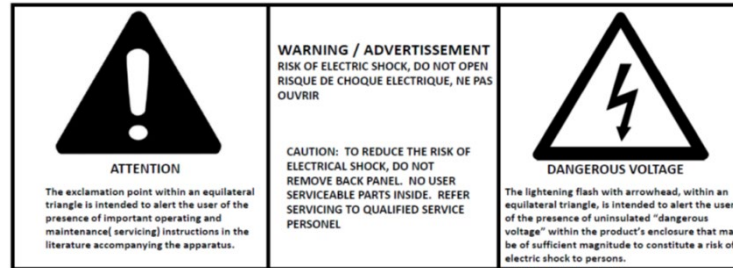 ATTENTION
The exclamation point within an equilateral
triangle is intended to alert the user of the
presence of important operating and
maintenance( servicing) instructions in the
literature accompanying the apparatus.
WARNING / ADVERTISSEMENT
RISK OF ELECTRIC SHOCK, DO NOT OPEN
RISQUE DE CHOQUE ELECTRIQUE, NE PAS
OUVRIR
CAUTION: TO REDUCE THE RISK OF
ELECTRICAL SHOCK, DO NOT
REMOVE BACK PANEL. NO USER
SERVICEABLE PARTS INSIDE. REFER
SERVICING TO QUALIFIED SERVICE
PERSONEL
DANGEROUS VOLTAGE
The lightening flash with arrowhead, within an
equilateral triangle, is intended to alert the user
of the presence of uninsulated “dangerous
voltage” within the product’s enclosure that may
be of sufficient magnitude to constitute a risk of
electric shock to persons.